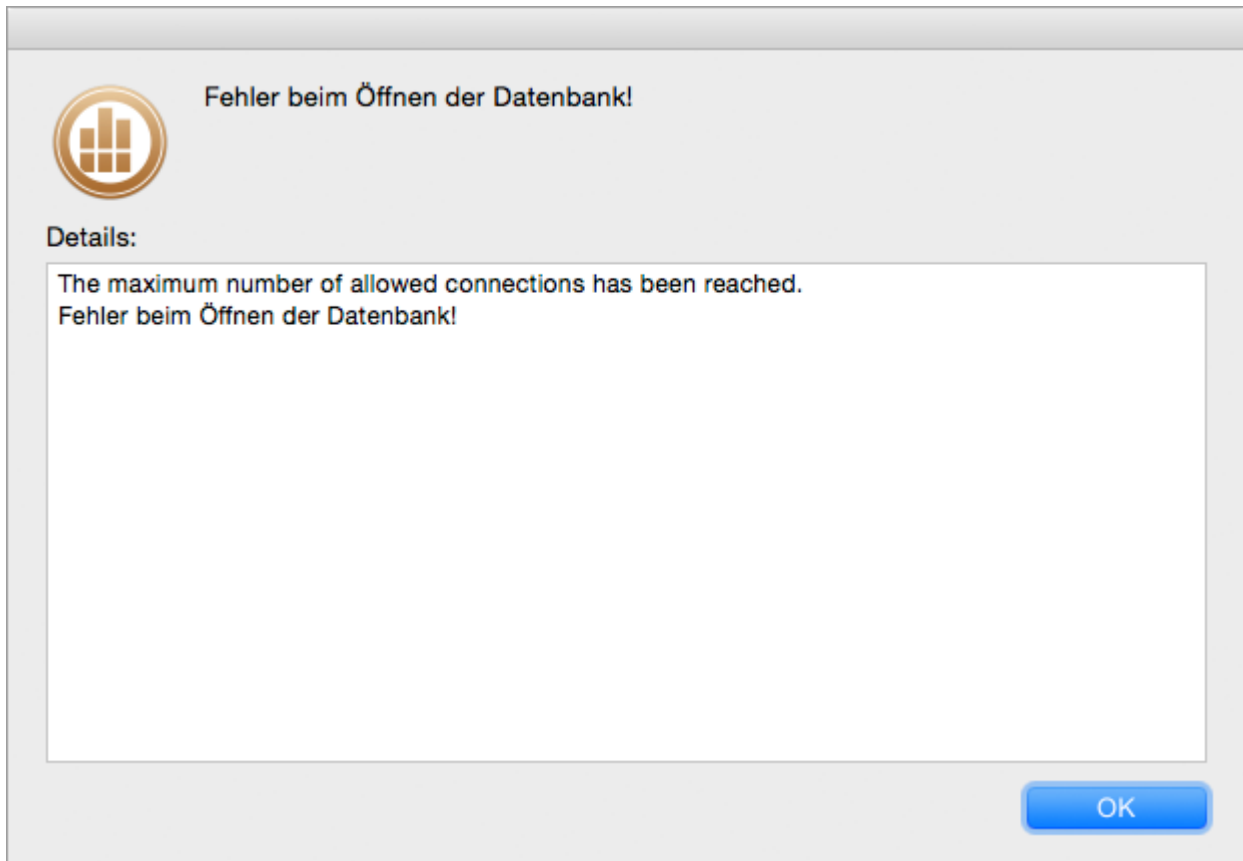 Fehler beim Öffnen der Datenbank!
Details:
The maximum number of allowed connections has been reached.
Fehler beim Öffnen der Datenbank!
OK